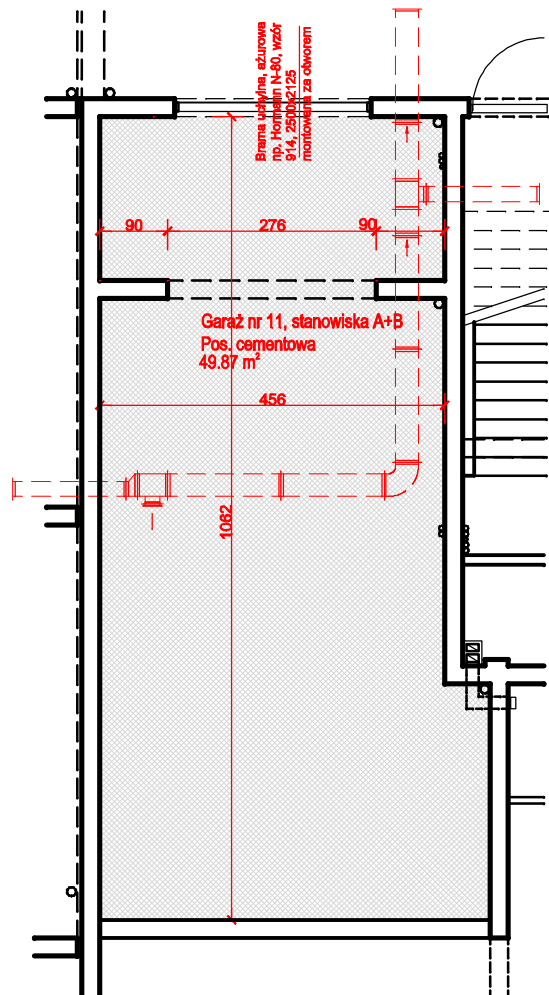 Brama uchylna, ażurowa
np. Hormann N-80, wzór
914, 2500x2125
montowana za otworem
90
276
90
Garaż nr 11, stanowiska A+B
Pos. cementowa
49.87 m²
456
1062